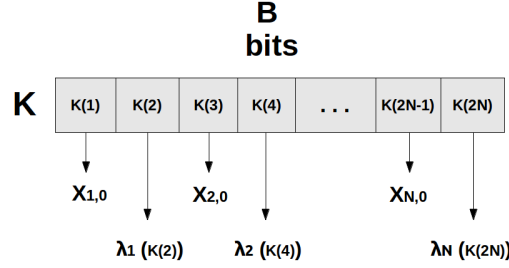 B
bits
K K(1) K(2) K(3) K(4) ... K(2N-1) K(2N)
X1,0 X2,0 XN,0
λ1 (K(2)) λ2 (K(4)) λN (K(2N))